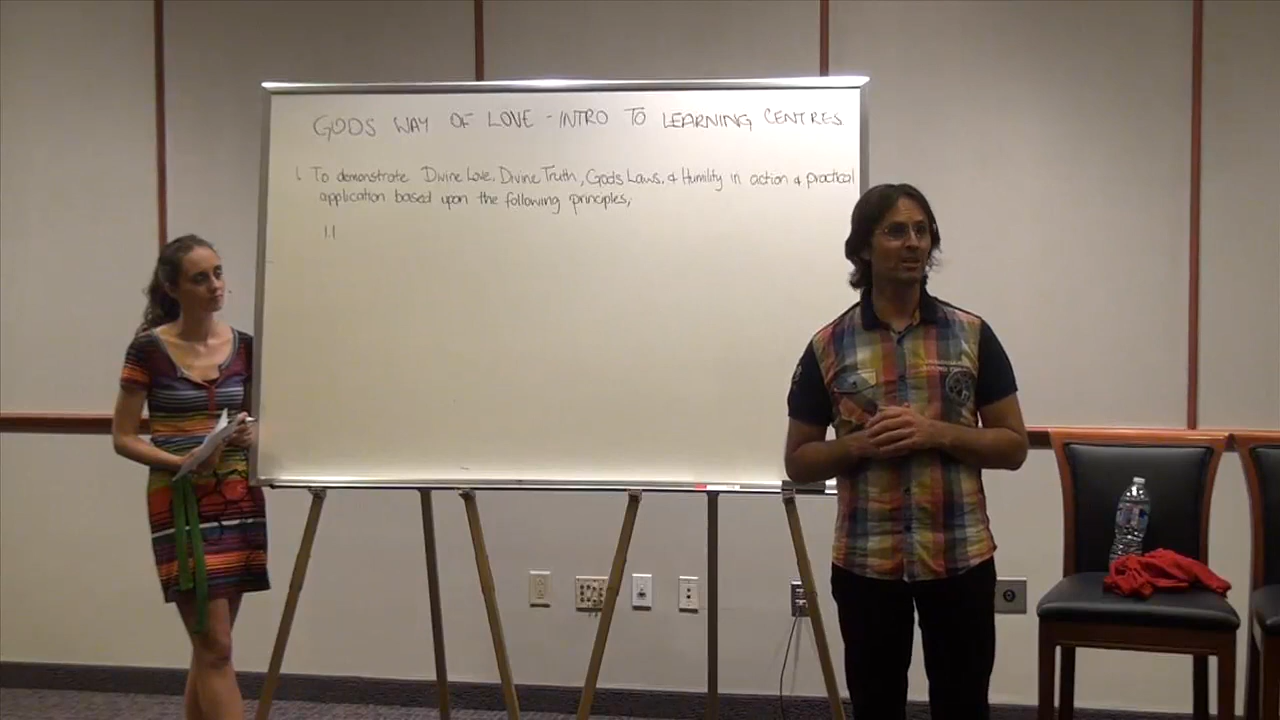 GODS WAY OF LOVE - INTRO TO LEARNING CENTRES
1. To demonstrate Divine Love, Divine Truth, Gods Laws, & Humility in action & practical
application based upon the following principles,
1.1